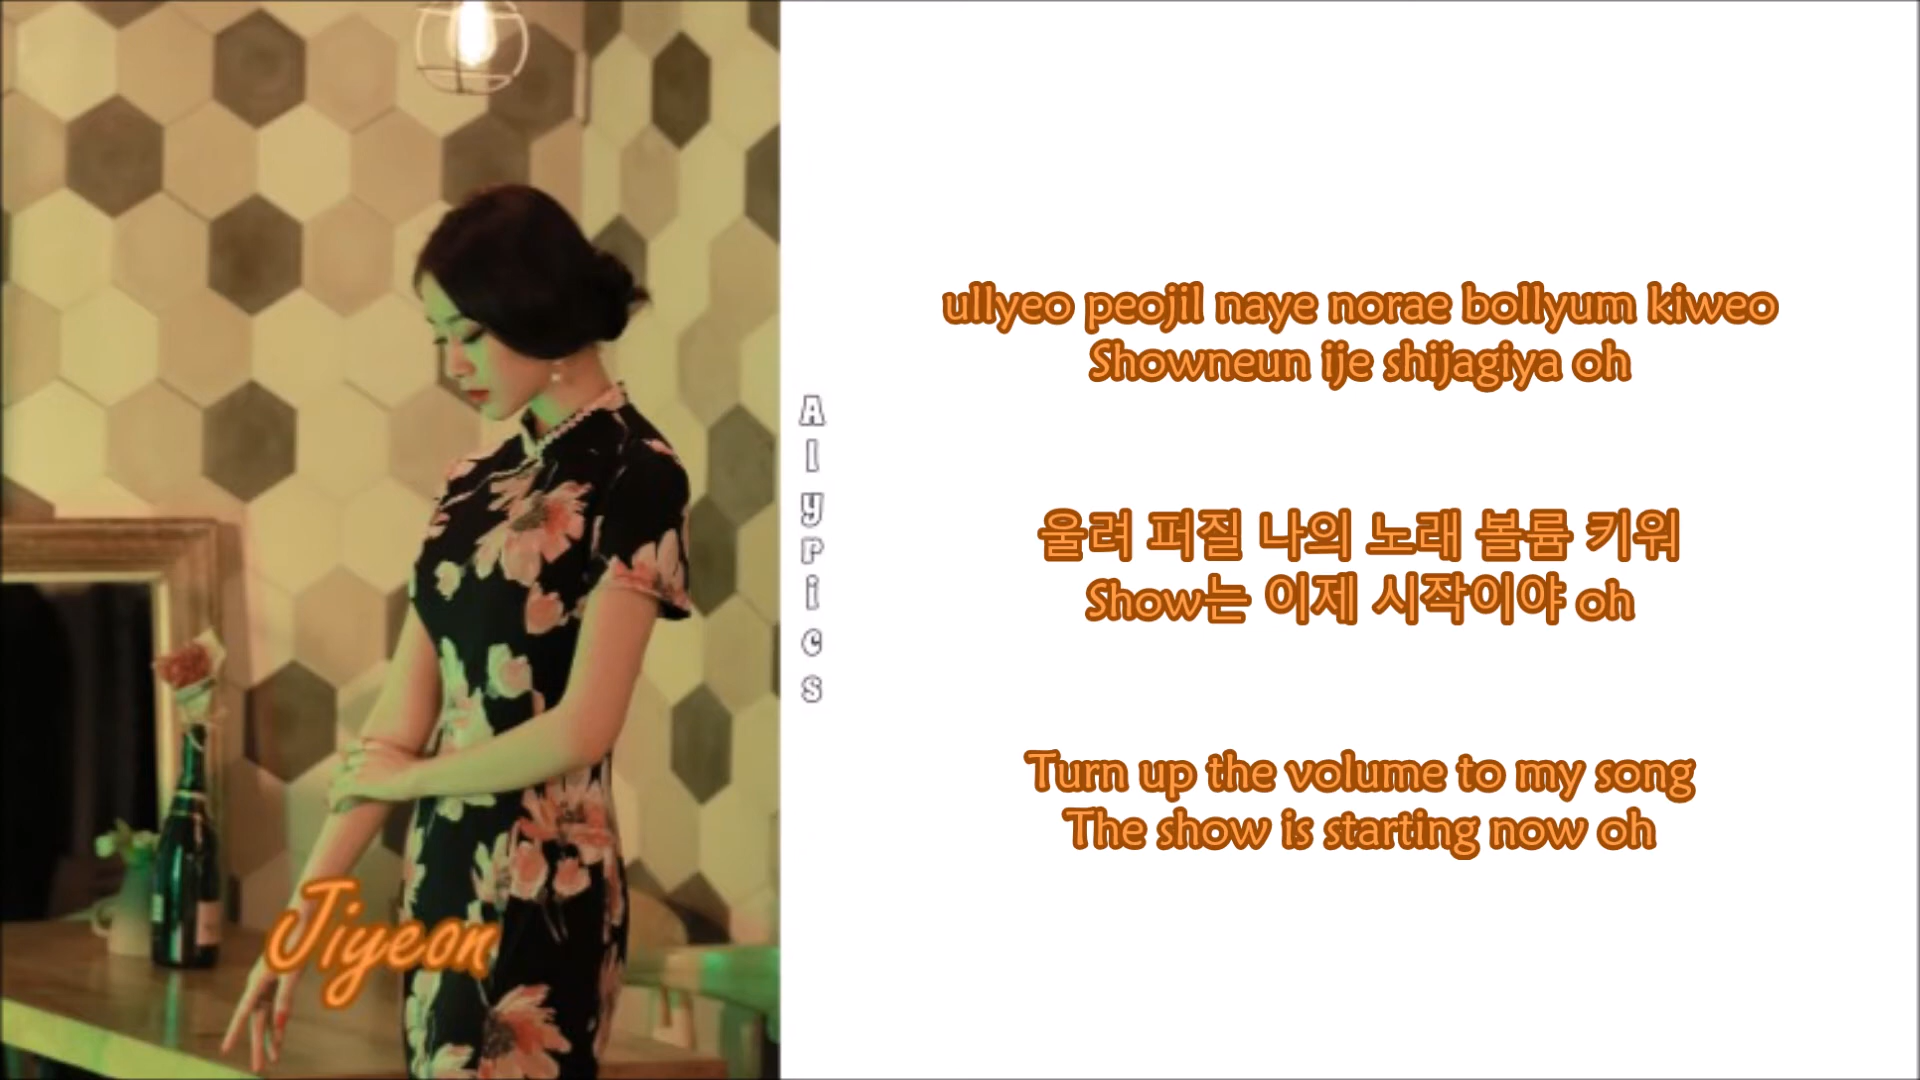 Jiyeon
Alyrics
ullyeo peojil naye norae bollyum kiweo
Showneun ije shijagiya oh
울려 퍼질 나의 노래 볼륨 키워
Show는 이제 시작이야 oh
Turn up the volume to my song
The show is starting now oh